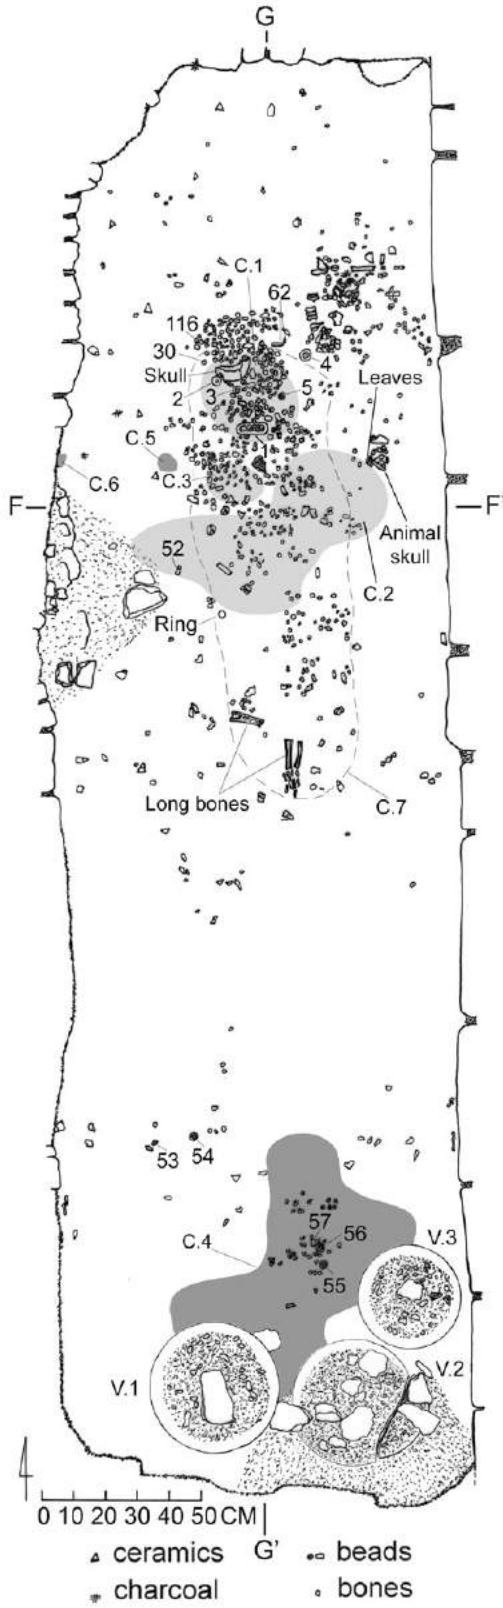 G
C.1
62
116
30
4
Skull
Leaves
2
3
5
1
C.5
C.3
C.6
F
F'
Animal
skull
52
C.2
Ring
Long bones
C.7
53
54
57
56
C.4
V.3
55
V.1
V.2
0 10 20 30 40 50 CM
G'
ceramics
beads
charcoal
bones